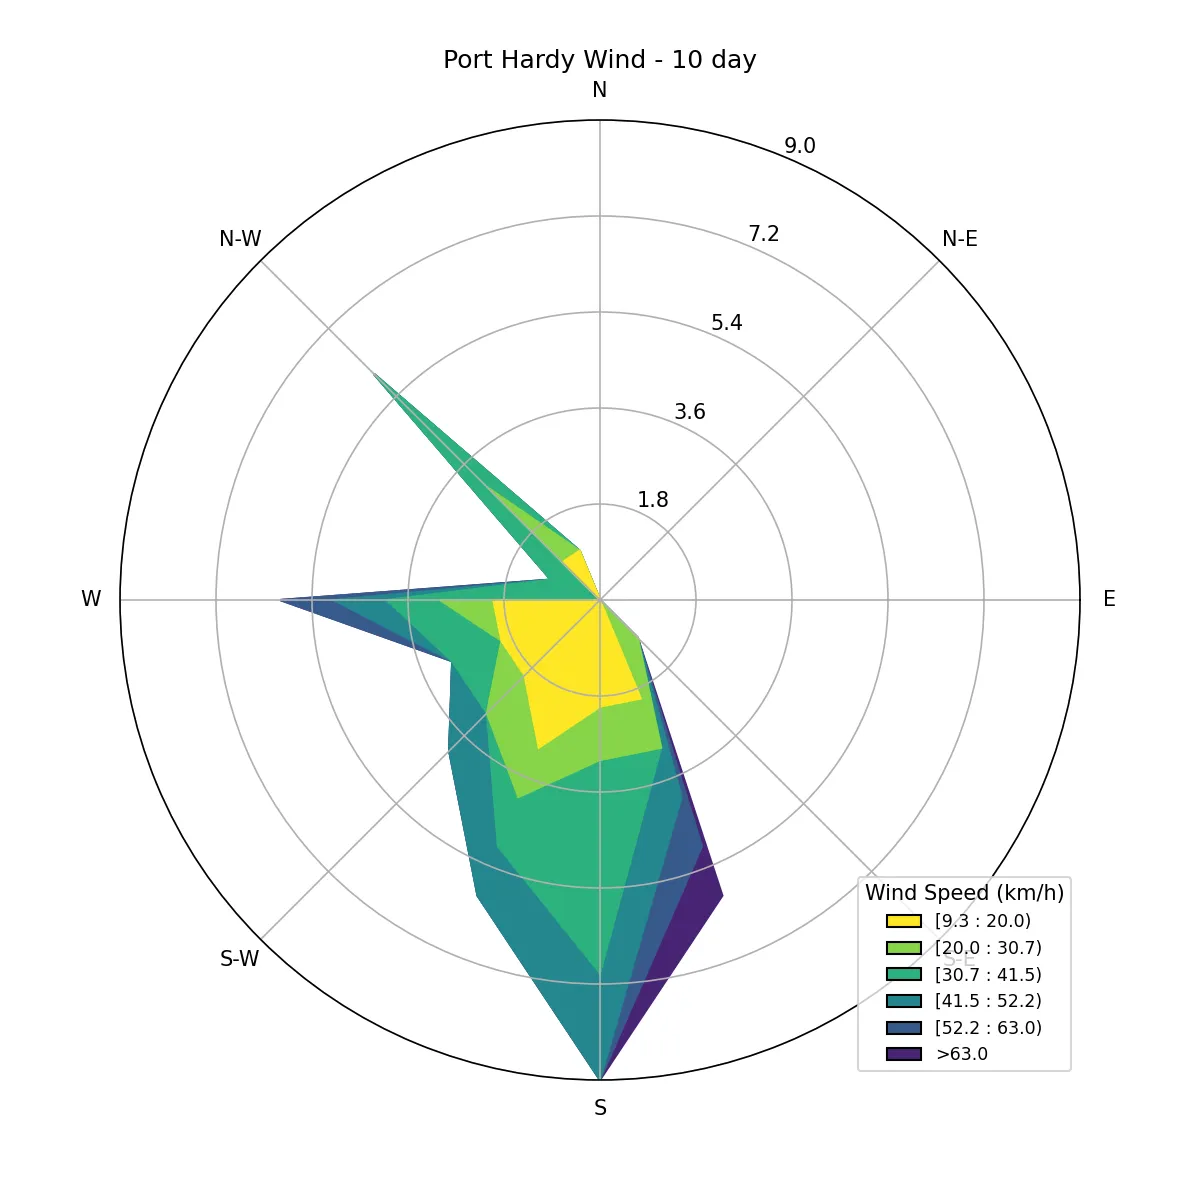 Port Hardy Wind - 10 day
N
9.0
N-W
7.2
N-E
5.4
3.6
1.8
W
E
Wind Speed (km/h)
[9.3 : 20.0)
[20.0 : 30.7)
S-W
S-E
[30.7 : 41.5)
[41.5 : 52.2)
[52.2 : 63.0)
>63.0
S